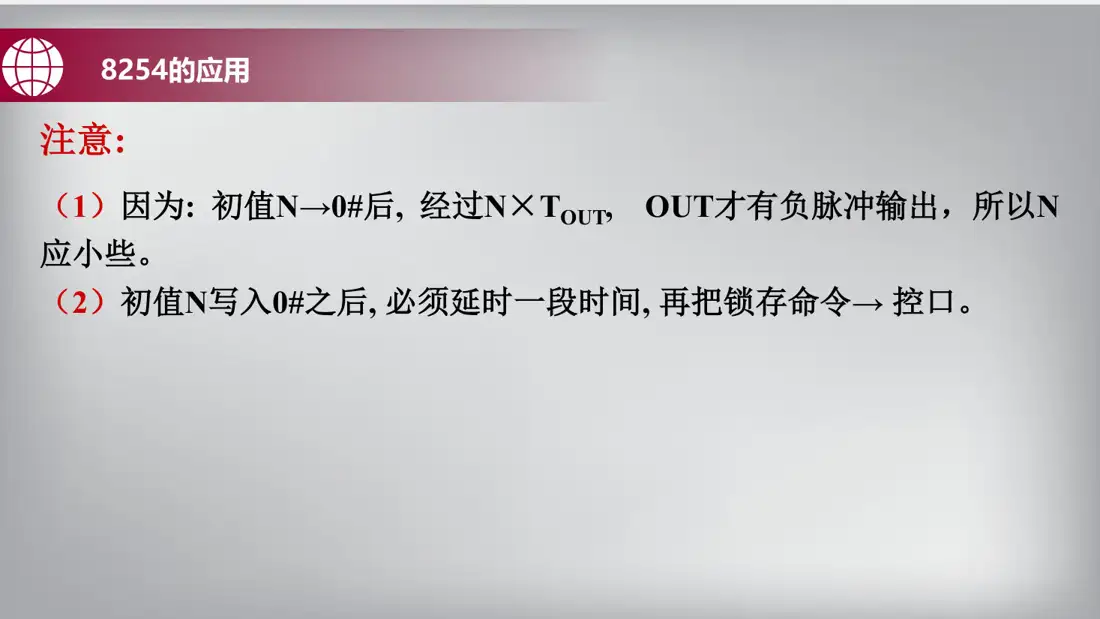 8254的应用
注意:
（1）因为: 初值N→0#后, 经过N×TOUT, OUT才有负脉冲输出，所以N
应小些。
（2）初值N写入0#之后, 必须延时一段时间, 再把锁存命令→ 控口。